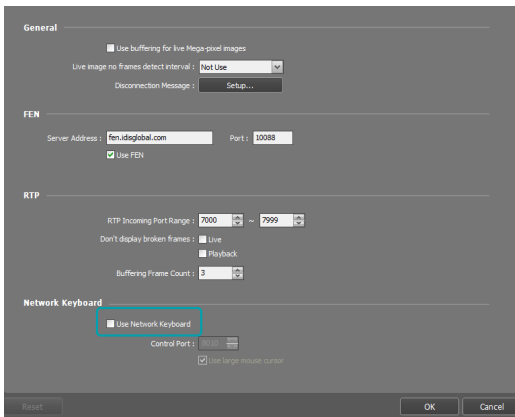 General
Use buffering for live Mega-pixel images
Live image no frames detect interval : Not Use
Disconnection Message : Setup...
FEN
Server Address : fen.idisglobal.com Port : 10088
Use FEN
RTP
RTP Incoming Port Range : 7000 ~ 7999
Don't display broken frames : Live
Playback
Buffering Frame Count : 3
Network Keyboard
Use Network Keyboard
Control Port : 8010
Use large mouse cursor
Reset OK Cancel